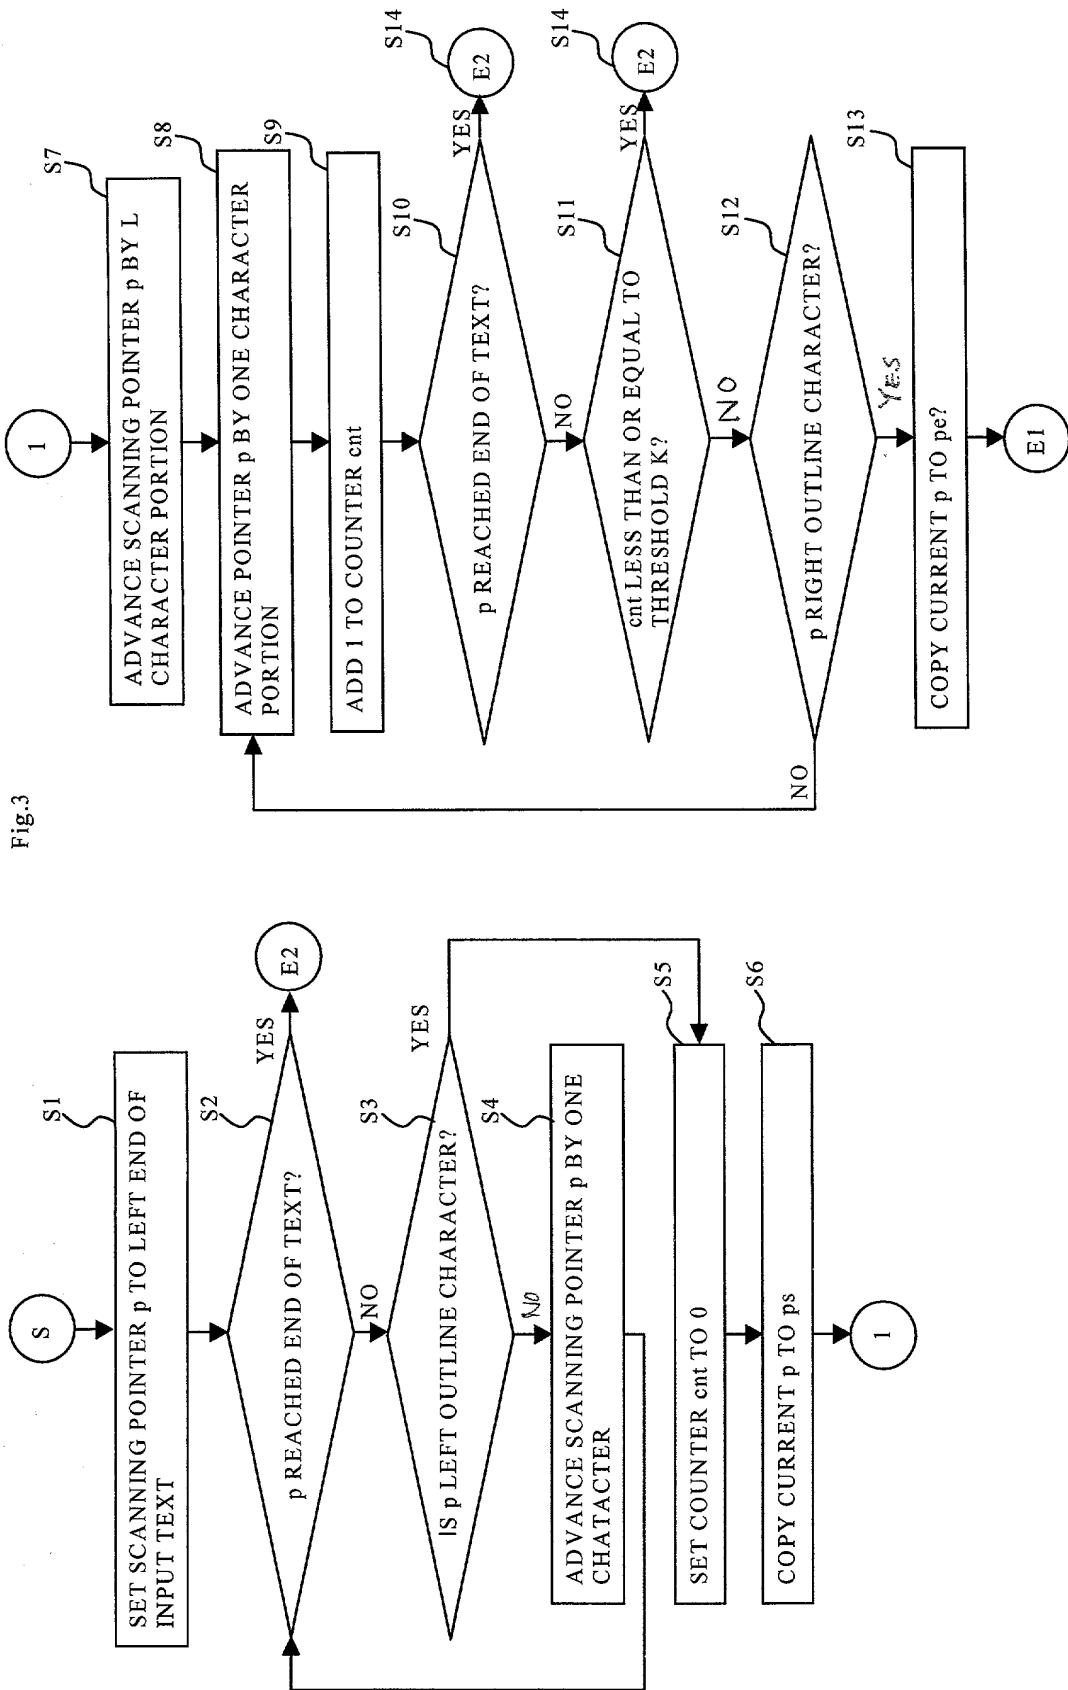 Fig.3
S
S1
SET SCANNING POINTER p TO LEFT END OF
INPUT TEXT
S2
p REACHED END OF TEXT?
YES
E2
NO
S3
IS p LEFT OUTLINE CHARACTER?
YES
NO
S4
ADVANCE SCANNING POINTER p BY ONE
CHATACTER
S5
SET COUNTER cnt TO 0
S6
COPY CURRENT p TO ps
1
1
S7
ADVANCE SCANNING POINTER p BY L
CHARACTER PORTION
S8
ADVANCE POINTER p BY ONE CHARACTER
PORTION
S9
ADD 1 TO COUNTER cnt
S10
p REACHED END OF TEXT?
YES
S14
E2
NO
S11
cnt LESS THAN OR EQUAL TO
THRESHOLD K?
YES
S14
E2
NO
S12
p RIGHT OUTLINE CHARACTER?
NO
YES
S13
COPY CURRENT p TO pe?
E1